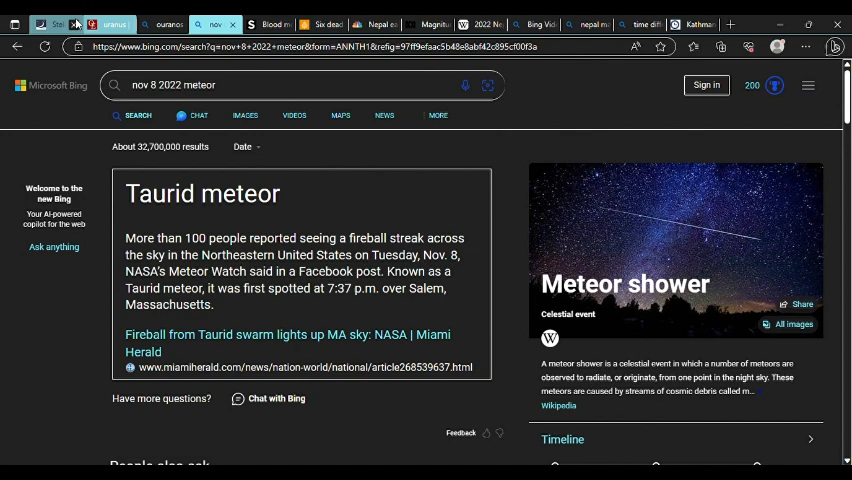 Stel
uranus
ouranos
nov
Blood m
Six dead
Nepal ea
Magnitu
2022 Nep
Bing Vid
nepal ma
time diff
Kathman
https://www.bing.com/search?q=nov+8+2022+meteor&form=ANNTH1&refig=97ff9efaac5b48e8abf42c895cf00f3a
Microsoft Bing
nov 8 2022 meteor
Sign in
200
SEARCH
CHAT
IMAGES
VIDEOS
MAPS
NEWS
MORE
About 32,700,000 results
Date
Welcome to the
new Bing
Your AI-powered
copilot for the web
Ask anything
Taurid meteor
More than 100 people reported seeing a fireball streak across
the sky in the Northeastern United States on Tuesday, Nov. 8,
NASA's Meteor Watch said in a Facebook post. Known as a
Taurid meteor, it was first spotted at 7:37 p.m. over Salem,
Massachusetts.
Fireball from Taurid swarm lights up MA sky: NASA | Miami
Herald
www.miamiherald.com/news/nation-world/national/article268539637.html
Have more questions?
Chat with Bing
Feedback
People also ask
Meteor shower
Share
Celestial event
All images
W
A meteor shower is a celestial event in which a number of meteors are
observed to radiate, or originate, from one point in the night sky. These
meteors are caused by streams of cosmic debris called m...
Wikipedia
Timeline